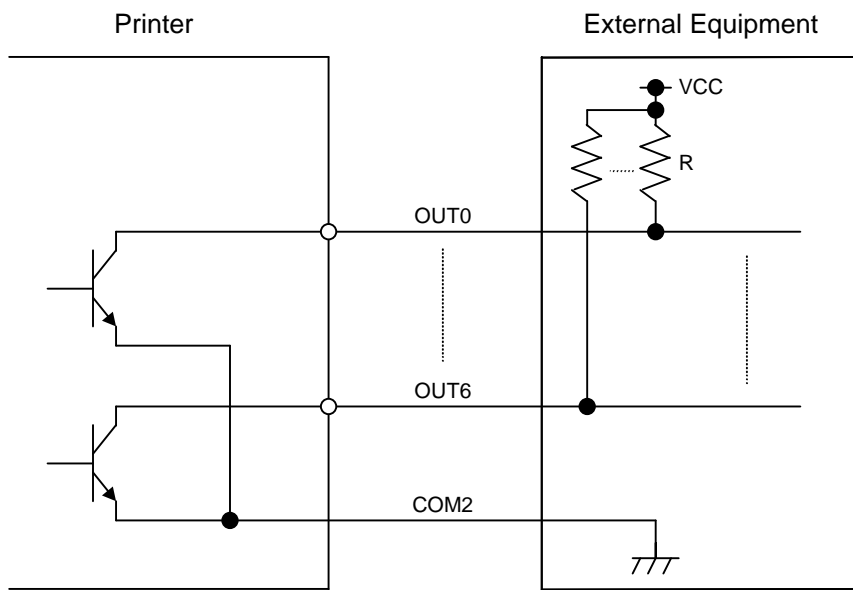 Printer
External Equipment
VCC
R
OUT0
OUT6
COM2